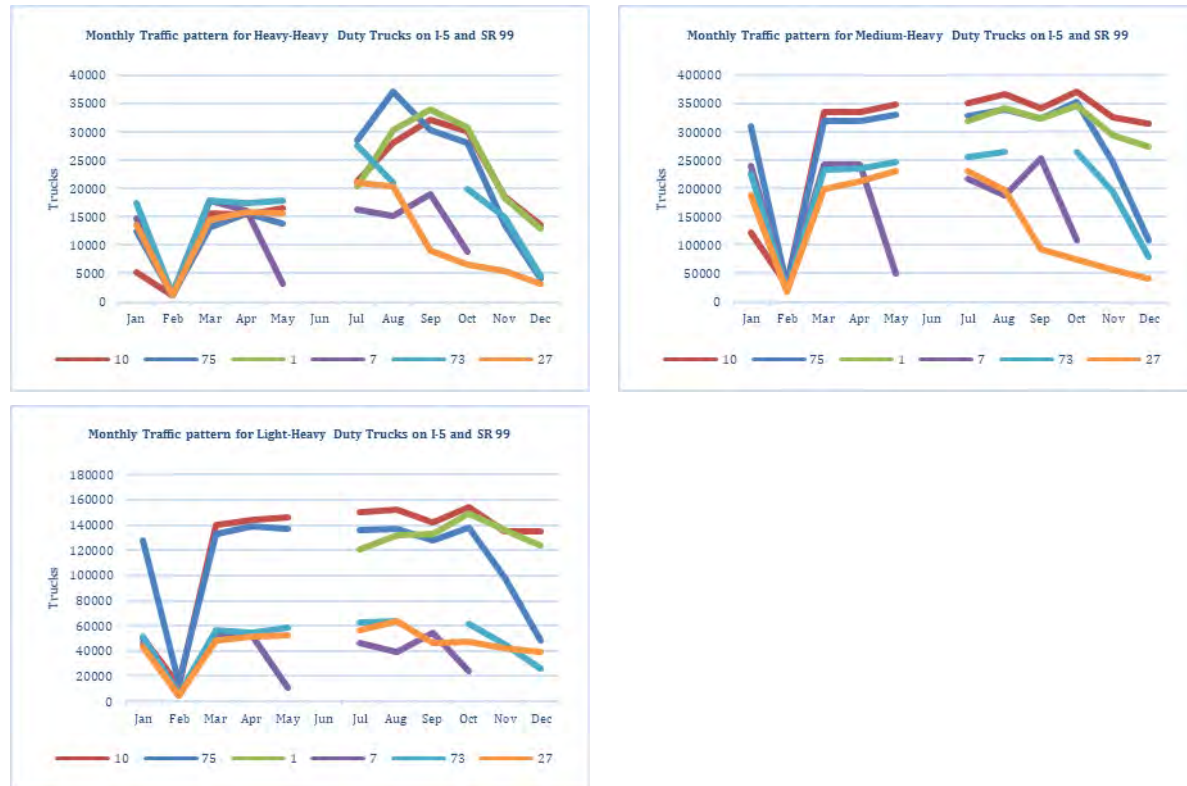 Monthly Traffic pattern for Heavy-Heavy Duty Trucks on I-5 and SR 99
40000
35000
30000
25000
20000
15000
10000
5000
0
Trucks
Jan Feb Mar Apr May Jun Jul Aug Sep Oct Nov Dec
10 75 1 7 73 27
Monthly Traffic pattern for Medium-Heavy Duty Trucks on I-5 and SR 99
400000
350000
300000
250000
200000
150000
100000
50000
0
Trucks
Jan Feb Mar Apr May Jun Jul Aug Sep Oct Nov Dec
10 75 1 7 73 27
Monthly Traffic pattern for Light-Heavy Duty Trucks on I-5 and SR 99
180000
160000
140000
120000
100000
80000
60000
40000
20000
0
Trucks
Jan Feb Mar Apr May Jun Jul Aug Sep Oct Nov Dec
10 75 1 7 73 27